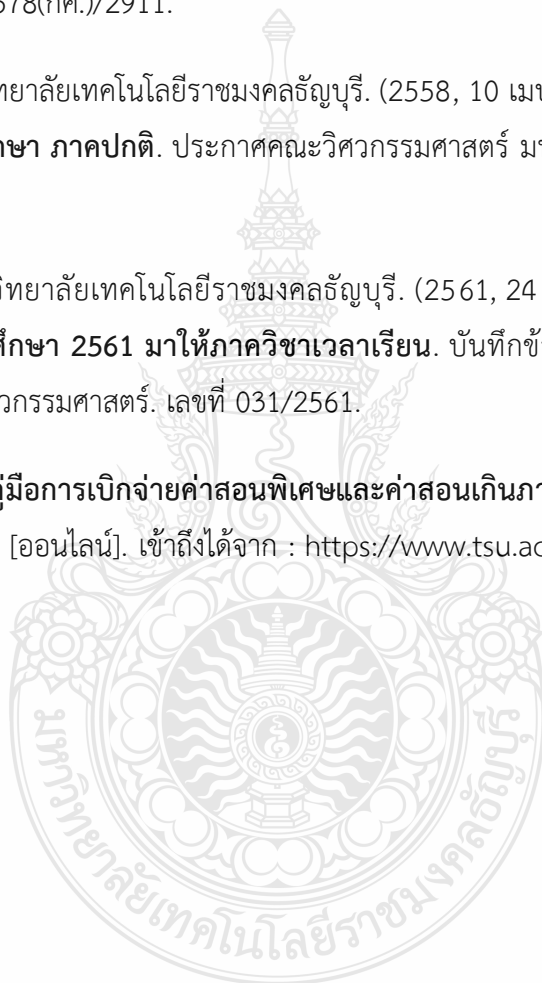 578(กค.)/2911.
ทยาลัยเทคโนโลยีราชมงคลธัญบุรี. (2558, 10 เมษ
ษา ภาคปกติ. ประกาศคณะวิศวกรรมศาสตร์ มห
วิทยาลัยเทคโนโลยีราชมงคลธัญบุรี. (2561, 24
ศึกษา 2561 มาให้ภาควิชาเวลาเรียน. บันทึกข้
วกรรมศาสตร์. เลขที่ 031/2561.
คู่มือการเบิกจ่ายค่าสอนพิเศษและค่าสอนเกินภา
[ออนไลน์]. เข้าถึงได้จาก : https://www.tsu.ac
มหาวิทยาลัยเทคโนโลยีราชมงคลธัญบุรี